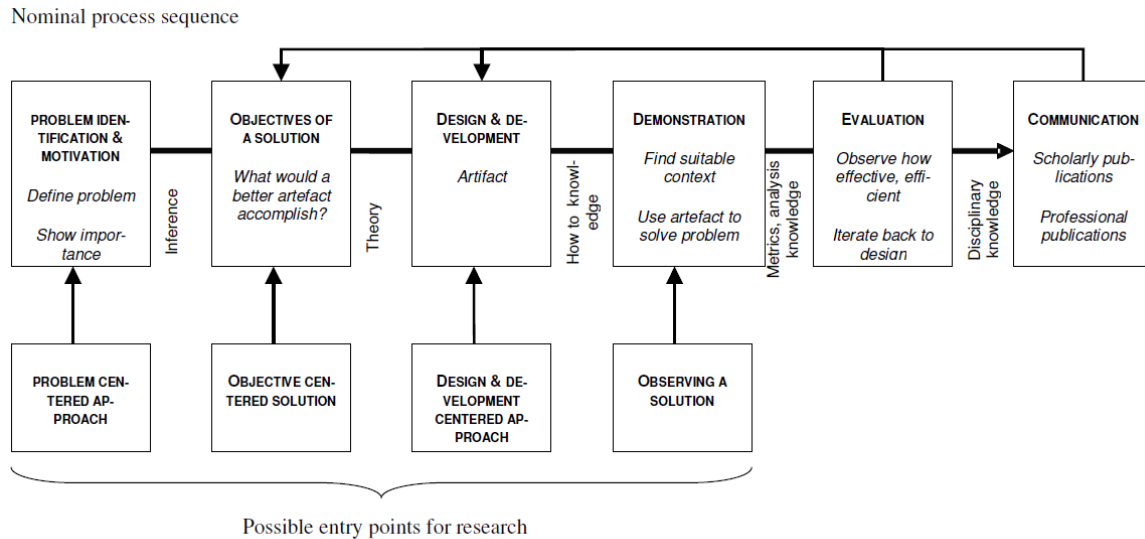 Nominal process sequence
PROBLEM IDEN-
TIFICATION &
MOTIVATION
Define problem
Show impor-
tance
Inference
OBJECTIVES OF
A SOLUTION
What would a
better artefact
accomplish?
Theory
DESIGN & DE-
VELOPMENT
Artifact
How to knowl-
edge
DEMONSTRATION
Find suitable
context
Use artefact to
solve problem
Metrics, analysis
knowledge
EVALUATION
Observe how
effective, effi-
cient
Iterate back to
design
Disciplinary
knowledge
COMMUNICATION
Scholarly pub-
lications
Professional
publications
PROBLEM CEN-
TERED AP-
PROACH
OBJECTIVE CEN-
TERED SOLUTION
DESIGN & DE-
VELOPMENT
CENTERED AP-
PROACH
OBSERVING A
SOLUTION
Possible entry points for research